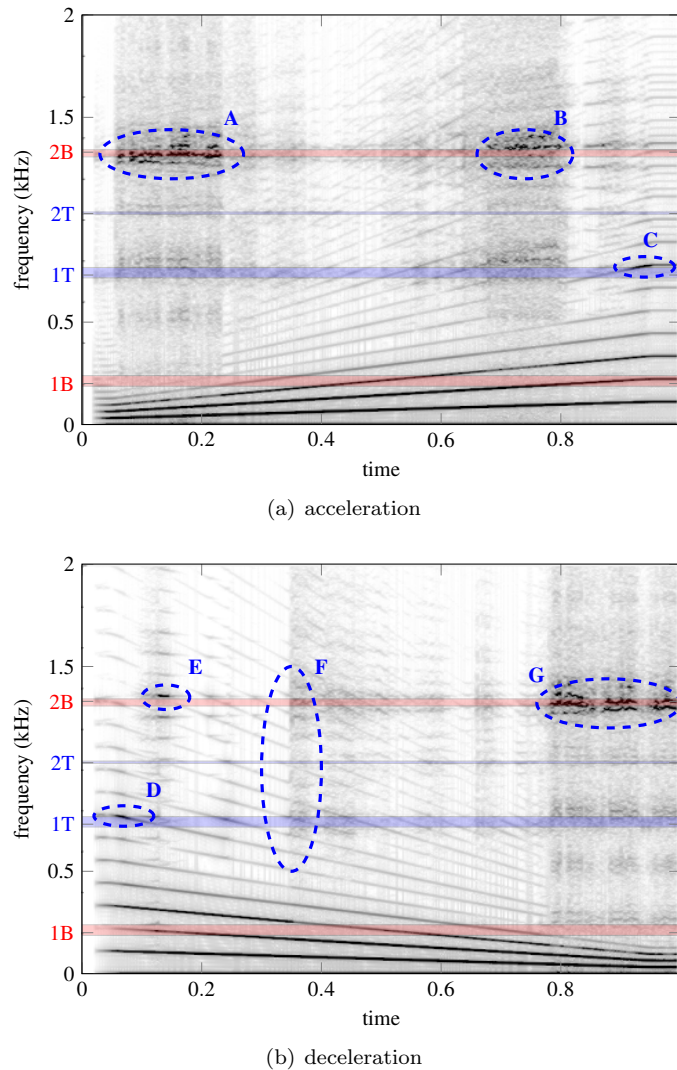 2
1.5
A
B
2B
frequency (kHz)
2T
C
1T
0.5
1B
0
0 0.2 0.4 0.6 0.8
time
(a) acceleration
2
1.5
E
F
G
2B
frequency (kHz)
2T
D
1T
0.5
1B
0
0 0.2 0.4 0.6 0.8
time
(b) deceleration